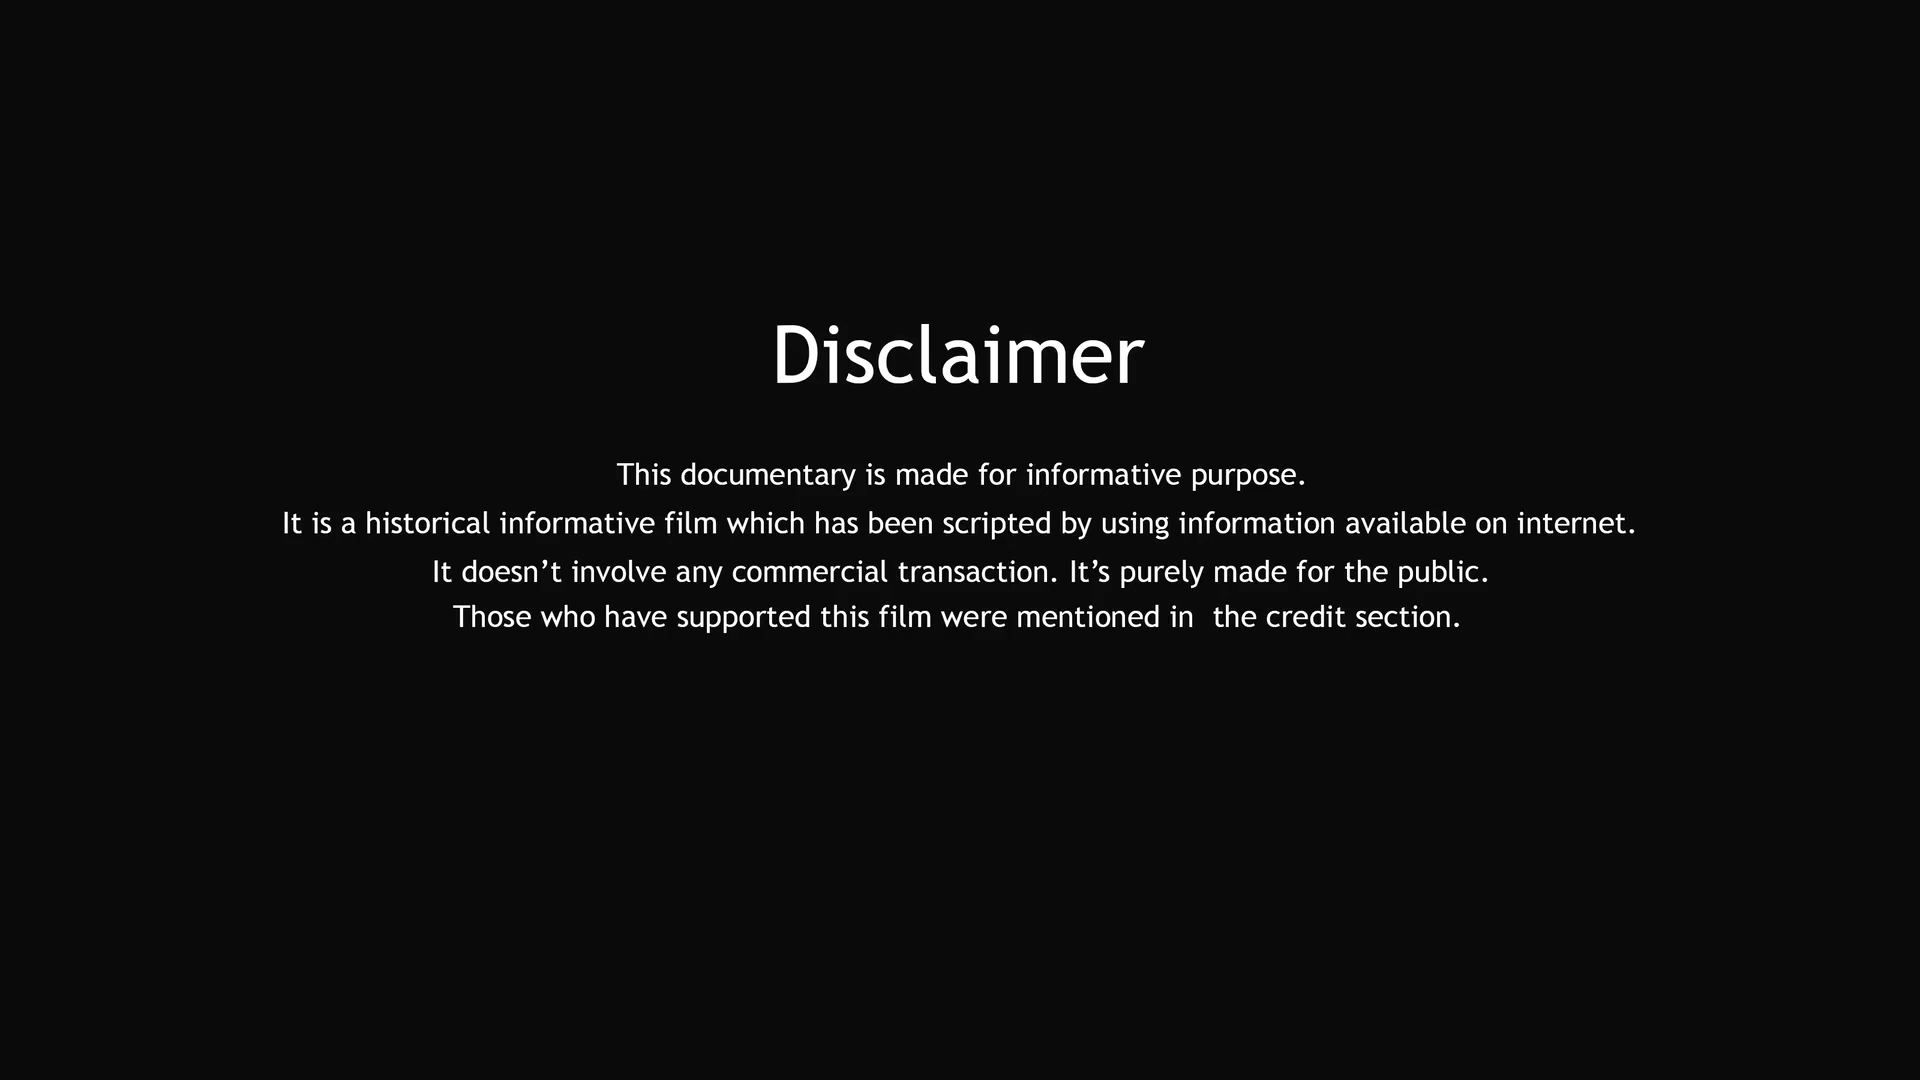 Disclaimer
This documentary is made for informative purpose.
It is a historical informative film which has been scripted by using information available on internet.
It doesn’t involve any commercial transaction. It’s purely made for the public.
Those who have supported this film were mentioned in  the credit section.